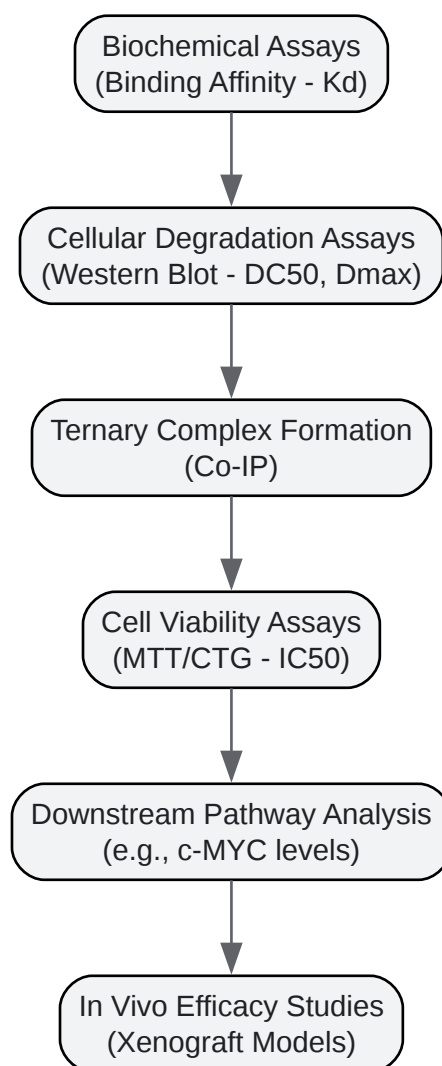 Biochemical Assays
(Binding Affinity - Kd)
Cellular Degradation Assays
(Western Blot - DC50, Dmax)
Ternary Complex Formation
(Co-IP)
Cell Viability Assays
(MTT/CTG - IC50)
Downstream Pathway Analysis
(e.g., c-MYC levels)
In Vivo Efficacy Studies
(Xenograft Models)